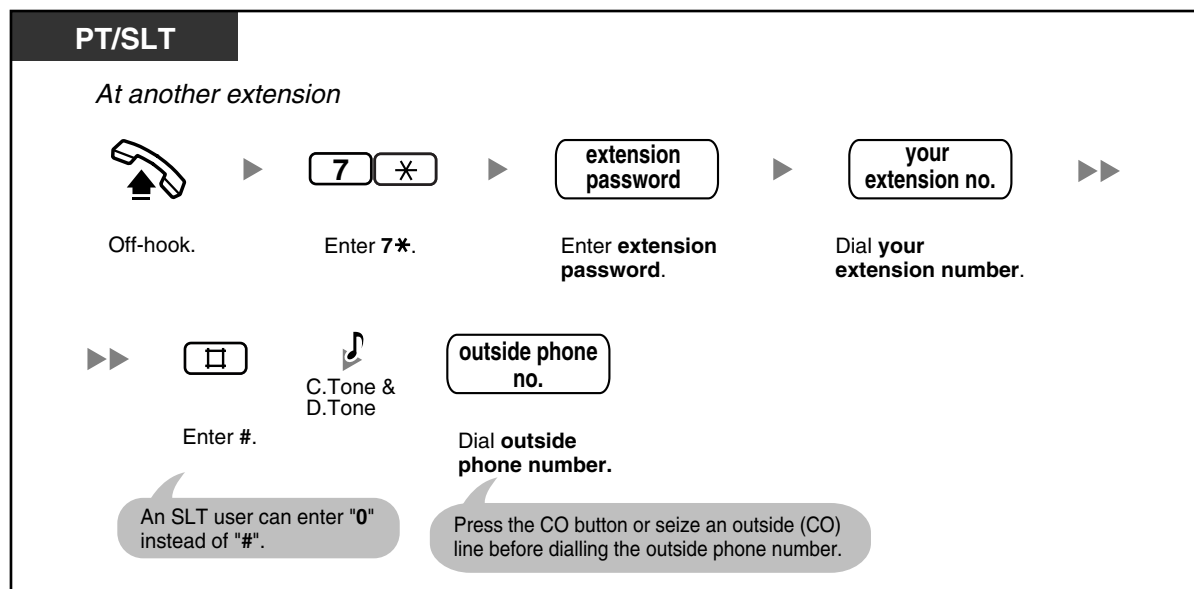 PT/SLT
At another extension
7 ✳
extension
password
your
extension no.
Off-hook.
Enter 7✳.
Enter extension
password.
Dial your
extension number.
#
C.Tone &
D.Tone
outside phone
no.
Enter #.
Dial outside
phone number.
An SLT user can enter "0"
instead of "#".
Press the CO button or seize an outside (CO)
line before dialling the outside phone number.